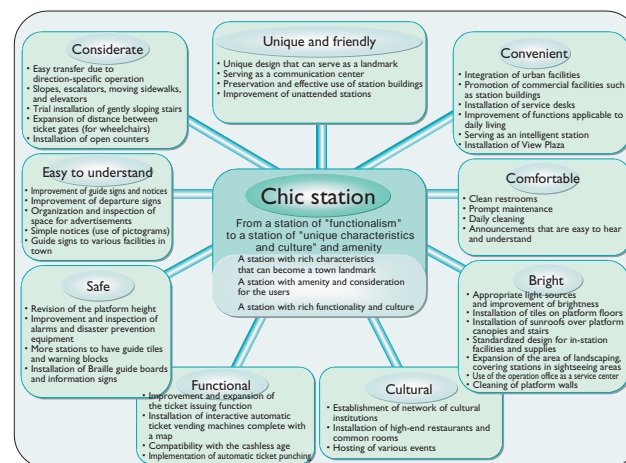 Considerate
• Easy transfer due to
direction-specific operation
• Slopes, escalators, moving sidewalks,
and elevators
• Trial installation of gently sloping stairs
• Expansion of distance between
ticket gates (for wheelchairs)
• Installation of open counters
Unique and friendly
• Unique design that can serve as a landmark
• Serving as a communication center
• Preservation and effective use of station buildings
• Improvement of unattended stations
Convenient
• Integration of urban facilities
• Promotion of commercial facilities such
as station buildings
• Installation of service desks
• Improvement of functions applicable to
daily living
• Serving as an intelligent station
• Installation of View Plaza
Easy to understand
• Improvement of guide signs and notices
• Improvement of departure signs
• Organization and inspection of
space for advertisements
• Simple notices (use of pictograms)
• Guide signs to various facilities in
town
Chic station
From a station of "functionalism"
to a station of "unique characteristics
and culture" and amenity
A station with rich characteristics
that can become a town landmark
A station with amenity and consideration
for the users
A station with rich functionality and culture
Comfortable
• Clean restrooms
• Prompt maintenance
• Daily cleaning
• Announcements that are easy to hear
and understand
Safe
• Revision of the platform height
• Improvement and inspection of
alarms and disaster prevention
equipment
• More stations to have guide tiles
and warning blocks
• Installation of Braille guide boards
and information signs
Bright
• Appropriate light sources
and improvement of brightness
• Installation of tiles on platform floors
• Installation of sunroofs over platform
canopies and stairs
• Standardized design for in-station
facilities and supplies
• Expansion of the area of landscaping,
covering stations in sightseeing areas
• Use of the operation office as a service center
• Cleaning of platform walls
Functional
• Improvement and expansion of
the ticket issuing function
• Installation of interactive automatic
ticket vending machines complete with
a map
• Compatibility with the cashless age
• Implementation of automatic ticket punching
Cultural
• Establishment of network of cultural
institutions
• Installation of high-end restaurants and
common rooms
• Hosting of various events